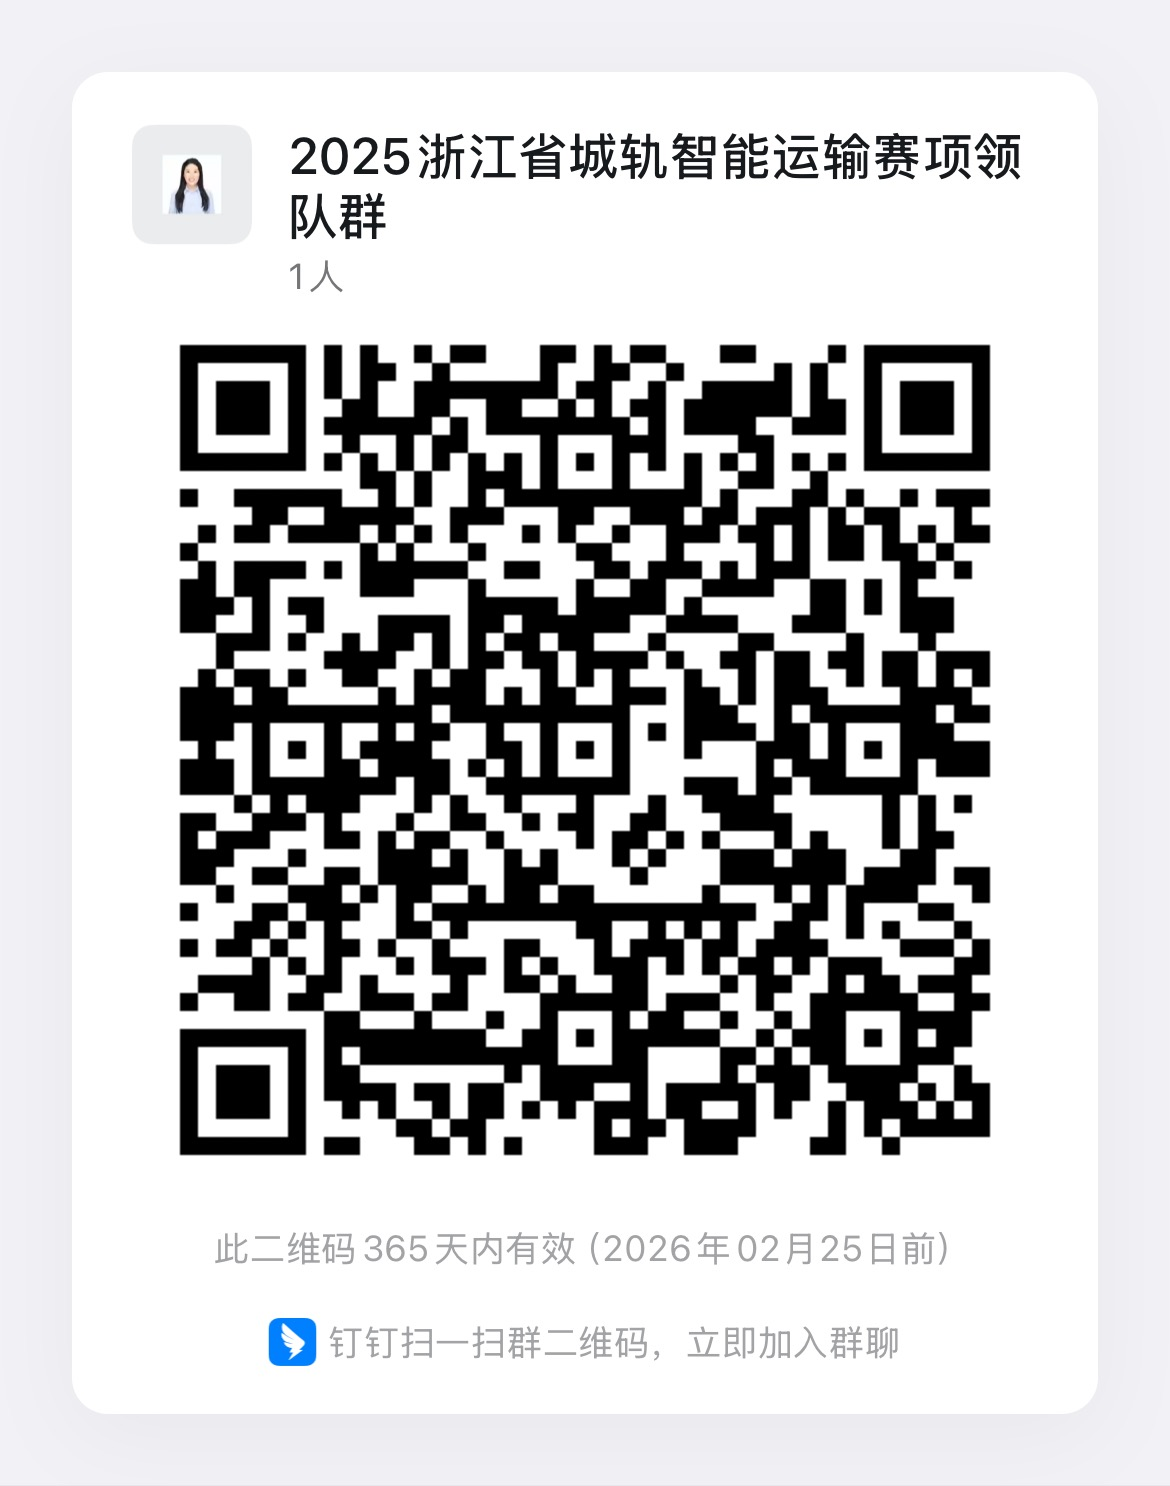 2025浙江省城轨智能运输赛项领
队群
1人
此二维码365天内有效（2026年02月25日前）
钉钉扫一扫群二维码，立即加入群聊